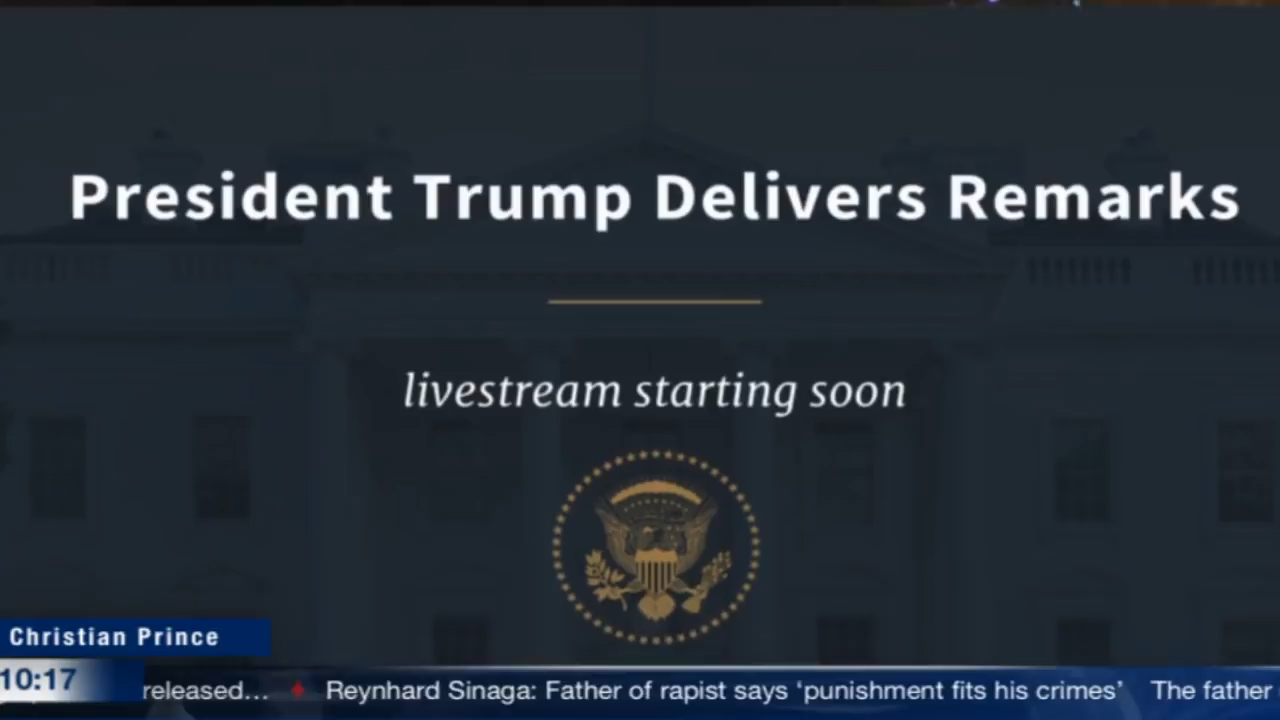 President Trump Delivers Remarks
livestream starting soon
Christian Prince
10:17
released... ♦ Reynhard Sinaga: Father of rapist says ‘punishment fits his crimes’ The father